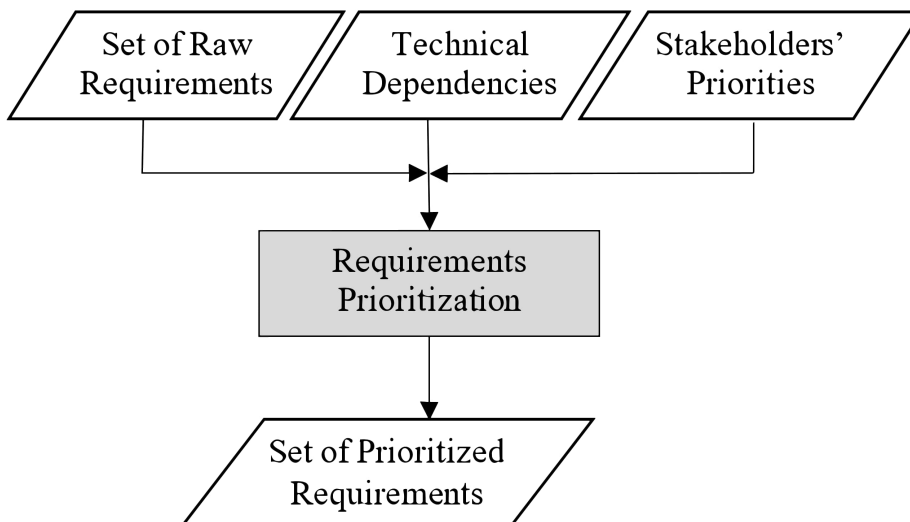 Set of Raw
Requirements
Technical
Dependencies
Stakeholders’
Priorities
Requirements
Prioritization
Set of Prioritized
Requirements